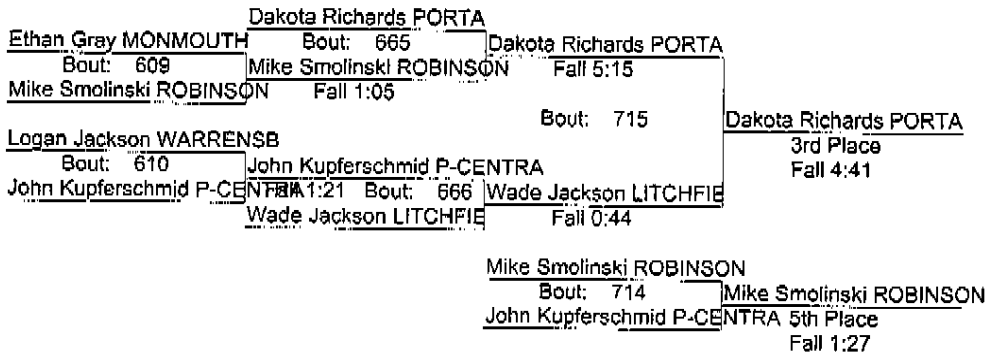 Dakota Richards PORTA
Ethan Gray MONMOUTH
Bout: 665
Dakota Richards PORTA
Bout: 609
Mike Smolinski ROBINSON
Fall 5:15
Mike Smolinski ROBINSON
Fall 1:05
Bout: 715
Dakota Richards PORTA
Logan Jackson WARRENSB
3rd Place
Bout: 610
John Kupferschmid P-CENTRA
Fall 4:41
John Kupferschmid P-CENTRA
Fall 1:21
Bout: 666
Wade Jackson LITCHFIE
Wade Jackson LITCHFIE
Fall 0:44
Mike Smolinski ROBINSON
Bout: 714
Mike Smolinski ROBINSON
John Kupferschmid P-CENTRA
5th Place
Fall 1:27